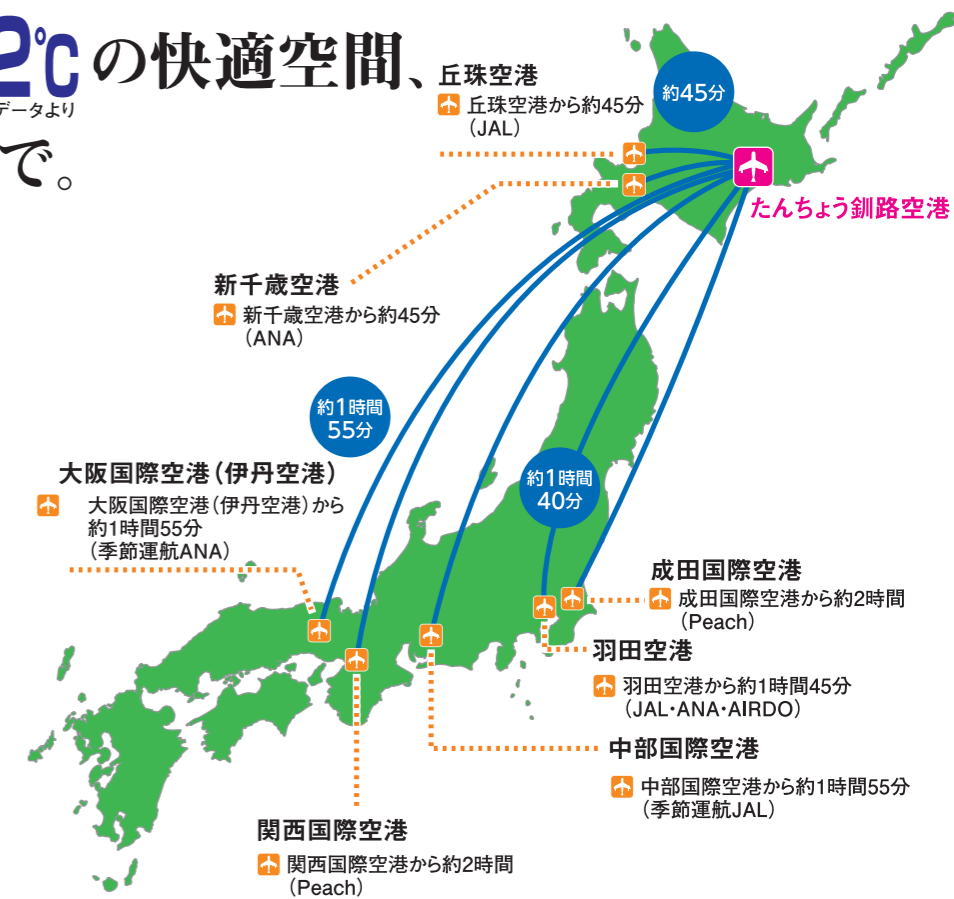 2℃の快適空間、
データより
で。
丘珠空港
丘珠空港から約45分
(JAL)
約45分
たんちょう釧路空港
新千歳空港
新千歳空港から約45分
(ANA)
約1時間
55分
大阪国際空港(伊丹空港)
大阪国際空港(伊丹空港)から
約1時間55分
(季節運航ANA)
約1時間
40分
成田国際空港
成田国際空港から約2時間
(Peach)
羽田空港
羽田空港から約1時間45分
(JAL・ANA・AIRDO)
中部国際空港
中部国際空港から約1時間55分
(季節運航JAL)
関西国際空港
関西国際空港から約2時間
(Peach)